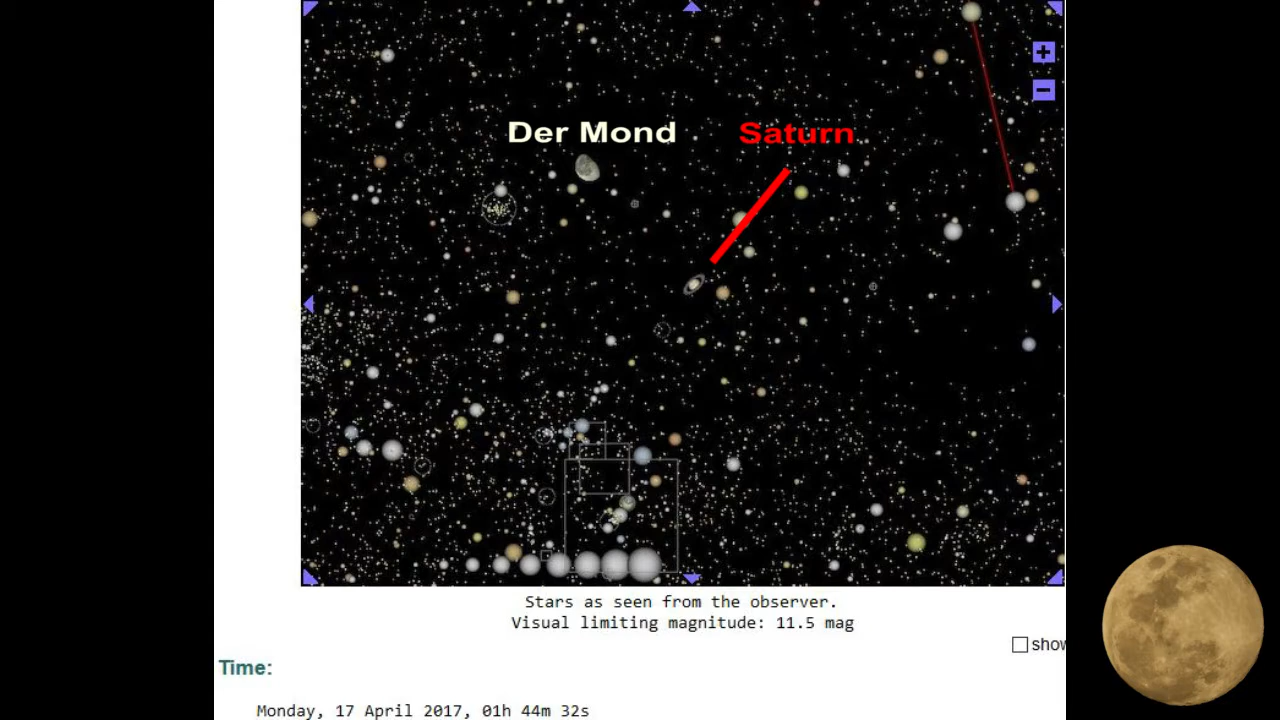 Der Mond
Saturn
Stars as seen from the observer.
Visual limiting magnitude: 11.5 mag
show
Time:
Monday, 17 April 2017, 01h 44m 32s